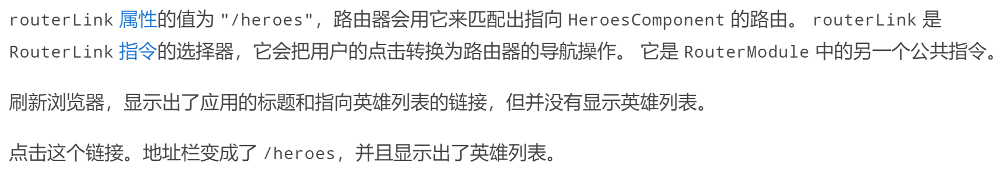 routerLink 属性的值为 "/heroes"，路由器会用它来匹配出指向 HeroesComponent 的路由。 routerLink 是
RouterLink 指令的选择器，它会把用户的点击转换为路由器的导航操作。 它是 RouterModule 中的另一个公共指令。
刷新浏览器，显示出了应用的标题和指向英雄列表的链接，但并没有显示英雄列表。
点击这个链接。地址栏变成了 /heroes，并且显示出了英雄列表。